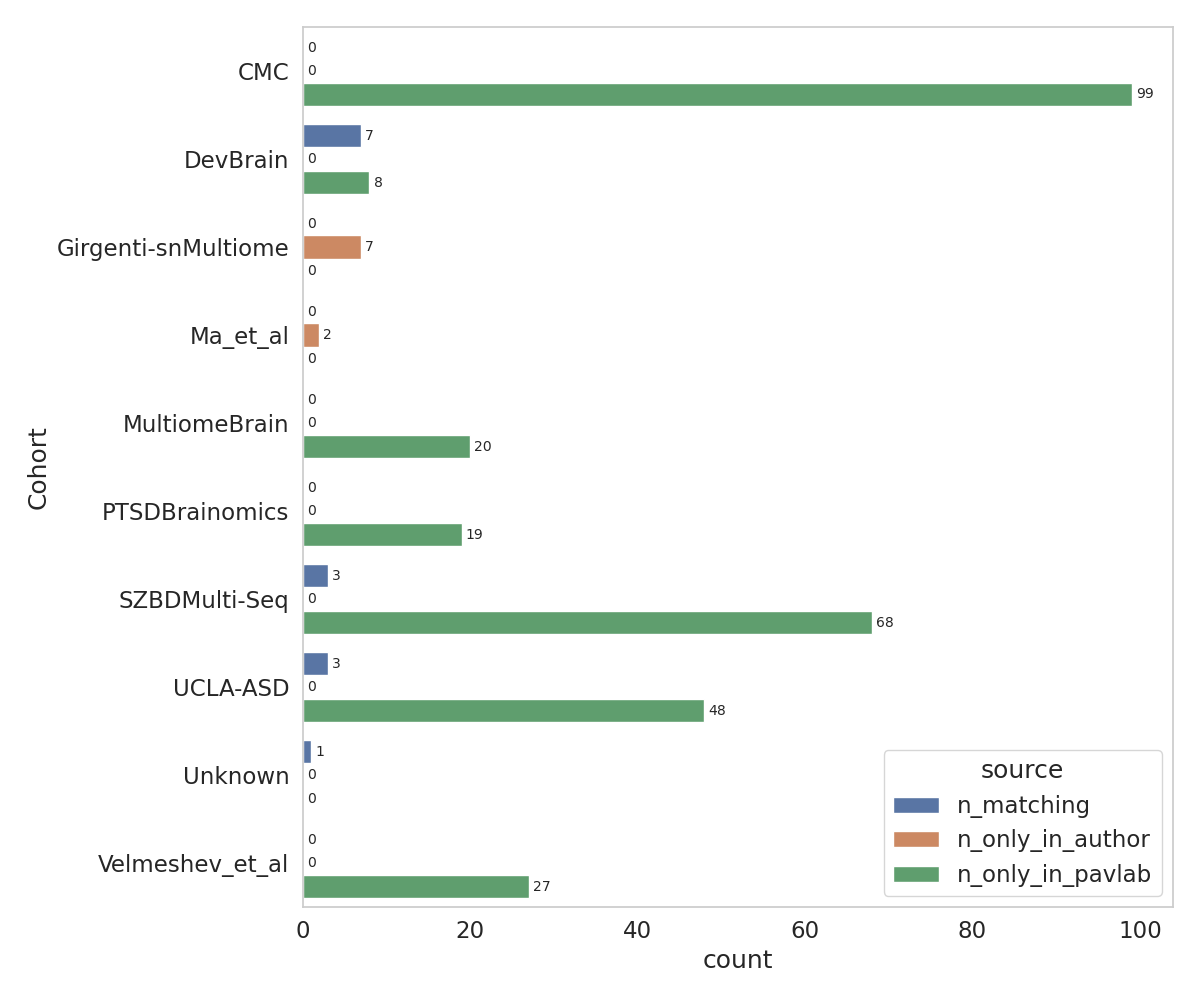 CMC
0
0
99
DevBrain
7
0
8
Girgenti-snMultiome
0
7
0
Ma_et_al
0
2
0
MultiomeBrain
0
0
20
PTSDBrainomics
0
0
19
SZBDMulti-Seq
3
0
68
UCLA-ASD
3
0
48
Unknown
1
0
0
Velmeshev_et_al
0
0
27
Cohort
source
n_matching
n_only_in_author
n_only_in_pavlab
0 20 40 60 80 100
count